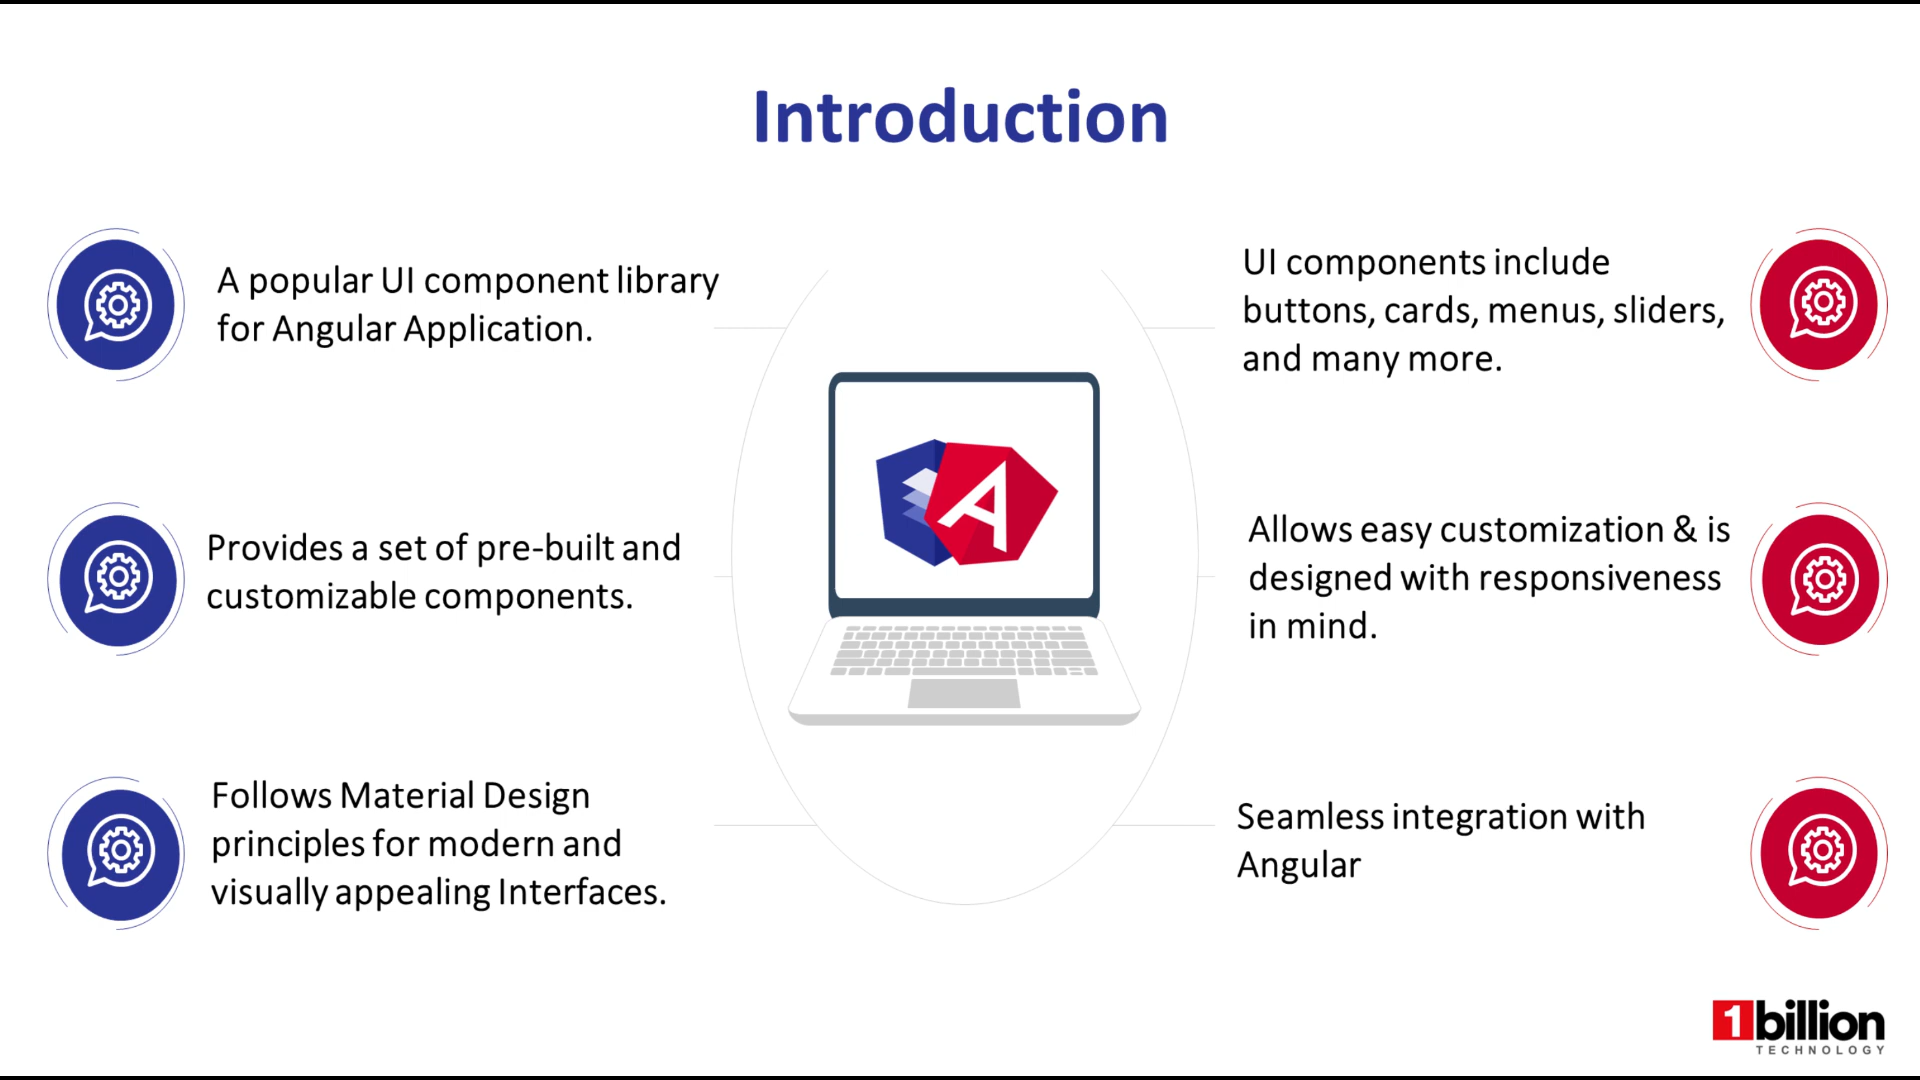 Introduction
A popular UI component library
for Angular Application.
Provides a set of pre-built and
customizable components.
Follows Material Design
principles for modern and
visually appealing Interfaces.
UI components include
buttons, cards, menus, sliders,
and many more.
Allows easy customization & is
designed with responsiveness
in mind.
Seamless integration with
Angular
A
1billion
TECHNOLOGY